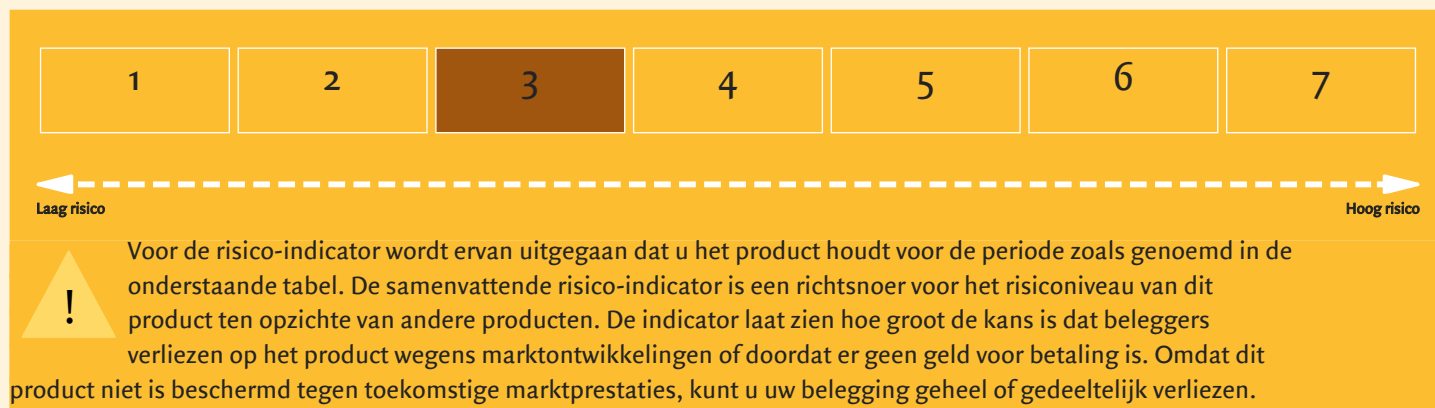 1 2 3 4 5 6 7
Laag risico Hoog risico
Voor de risico-indicator wordt ervan uitgegaan dat u het product houdt voor de periode zoals genoemd in de
onderstaande tabel. De samenvattende risico-indicator is een richtsnoer voor het risiconiveau van dit
! product ten opzichte van andere producten. De indicator laat zien hoe groot de kans is dat beleggers
verliezen op het product wegens marktontwikkelingen of doordat er geen geld voor betaling is. Omdat dit
product niet is beschermd tegen toekomstige marktprestaties, kunt u uw belegging geheel of gedeeltelijk verliezen.